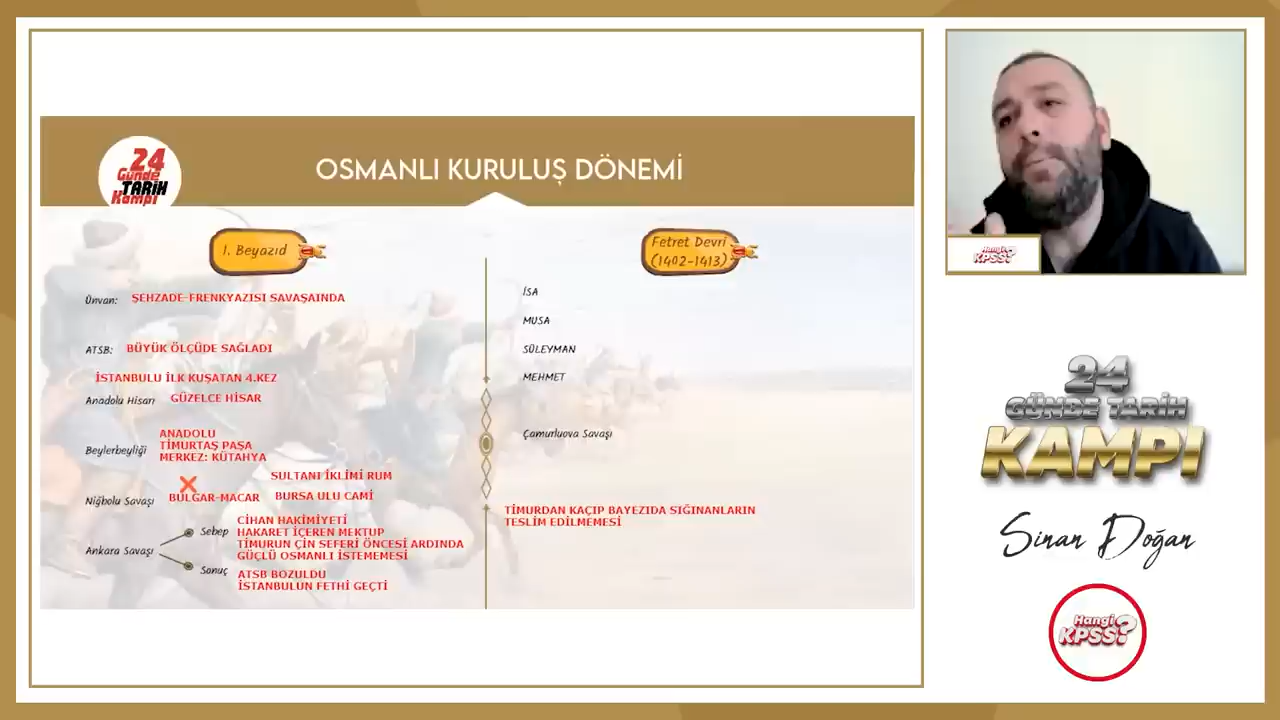 24
Günde
TARİH
Kampı
OSMANLI KURULUŞ DÖNEMİ
I. Beyazıd
Ünvan: ŞEHZADE-FRENKYAZISI SAVAŞAINDA
ATSB: BÜYÜK ÖLÇÜDE SAĞLADI
İSTANBULU İLK KUŞATAN 4.KEZ
Anadolu Hisarı GÜZELCE HİSAR
Beylerbeyliği ANADOLU
TİMURTAŞ PAŞA
MERKEZ: KÜTAHYA
SULTANI İKLİMİ RUM
Niğbolu Savaşı BULGAR-MACAR BURSA ULU CAMİ
Ankara Savaşı
Sebep CİHAN HAKİMİYETİ
HAKARET İÇEREN MEKTUP
TİMURUN ÇİN SEFERİ ÖNCESİ ARDINDA
GÜÇLÜ OSMANLI İSTEMEMESİ
Sonuç ATSB BOZULDU
İSTANBULUN FETHİ GEÇTİ
Fetret Devri
(1402-1413)
İSA
MUSA
SÜLEYMAN
MEHMET
Çamurluova Savaşı
TİMURDAN KAÇIP BAYEZIDA SIĞINANLARIN
TESLİM EDİLMEMESİ
Hangi
KPSS?
24
GÜNDE TARİH
KAMPI
Sinan Doğan
Hangi
KPSS?